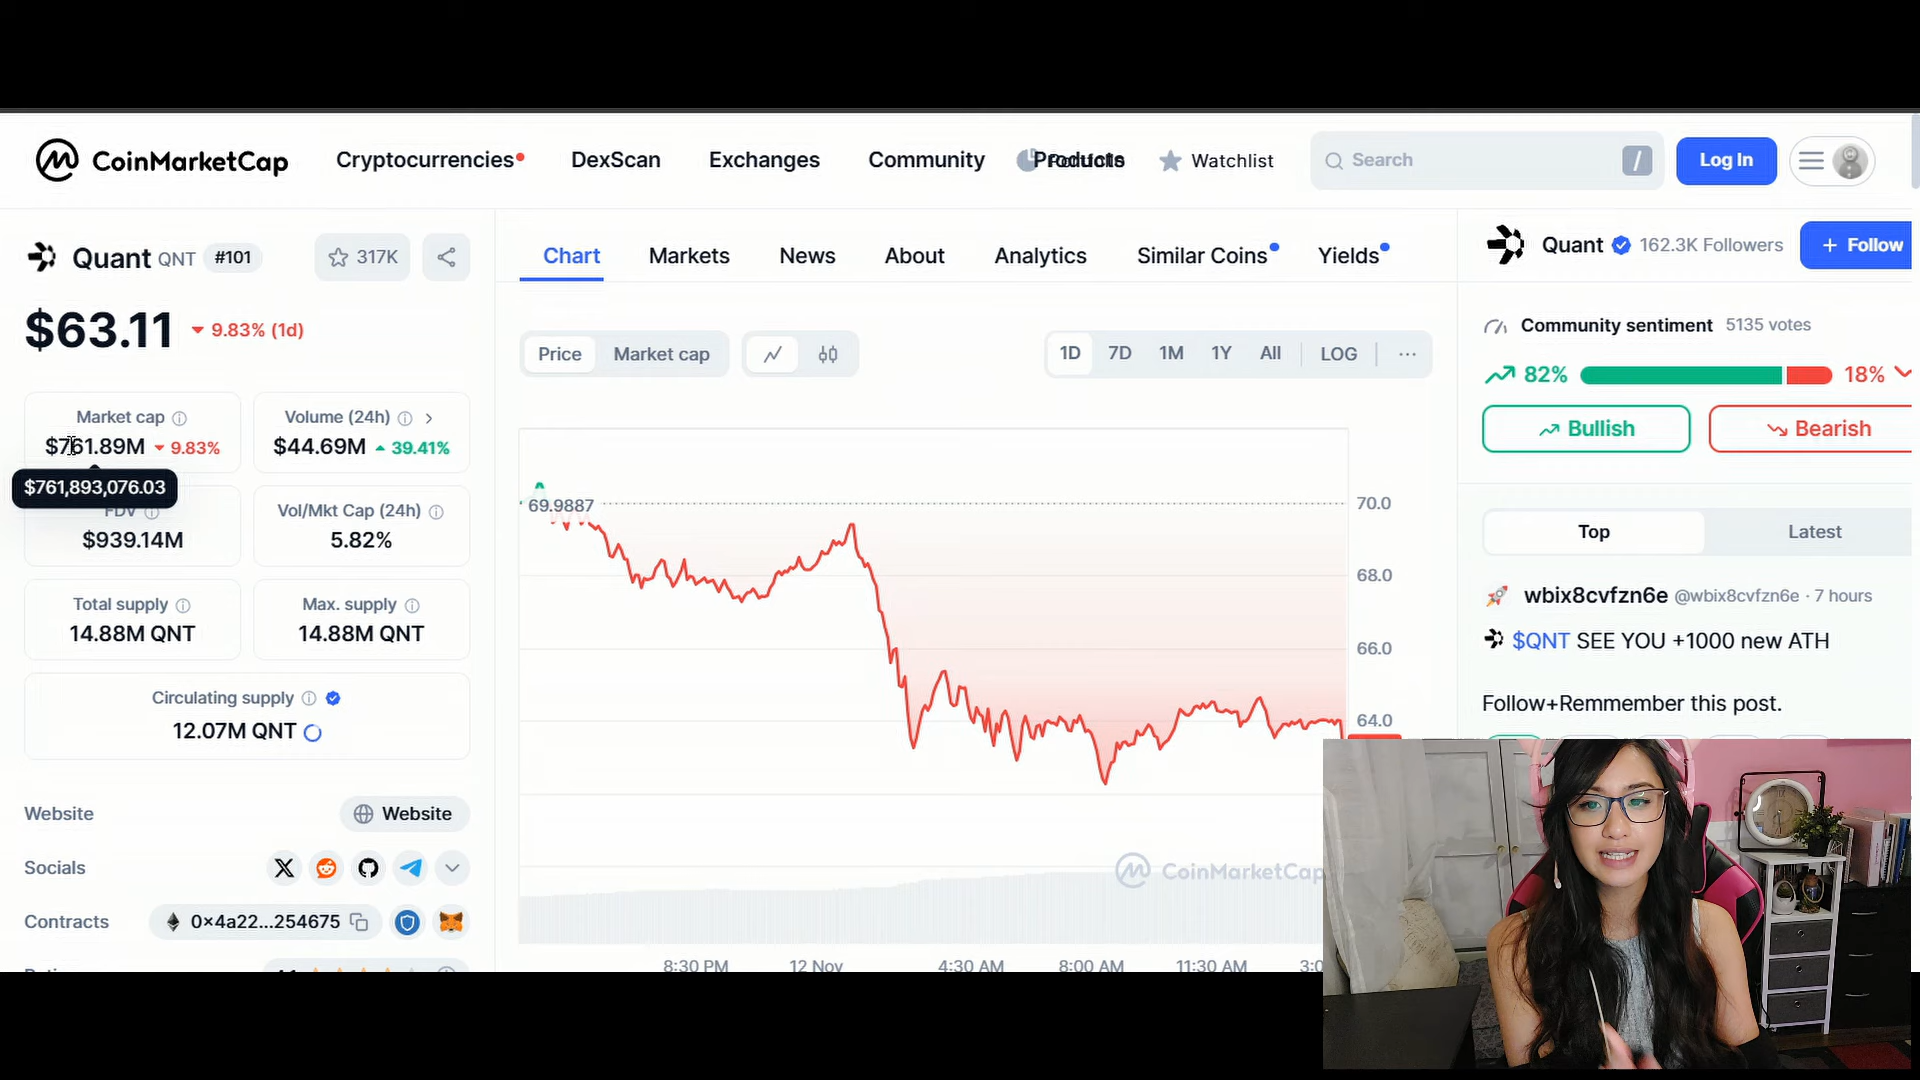 CoinMarketCap
Cryptocurrencies
DexScan
Exchanges
Community
Products
Watchlist
Search
/
Log In
Quant QNT #101
317K
$63.11 9.83% (1d)
Market cap
$761.89M 9.83%
$761,893,076.03
Volume (24h)
$44.69M 39.41%
FDV
$939.14M
Vol/Mkt Cap (24h)
5.82%
Total supply
14.88M QNT
Max. supply
14.88M QNT
Circulating supply
12.07M QNT
Website
Website
Socials
Contracts
0x4a22...254675
Chart
Markets
News
About
Analytics
Similar Coins
Yields
Price
Market cap
1D
7D
1M
1Y
All
LOG
69.9887
70.0
68.0
66.0
64.0
CoinMarketCap
8:30 PM
12 Nov
4:30 AM
8:00 AM
11:30 AM
Quant 162.3K Followers
+ Follow
Community sentiment 5135 votes
82%
18%
Bullish
Bearish
Top
Latest
wbix8cvfzn6e @wbix8cvfzn6e · 7 hours
$QNT SEE YOU +1000 new ATH
Follow+Remmember this post.